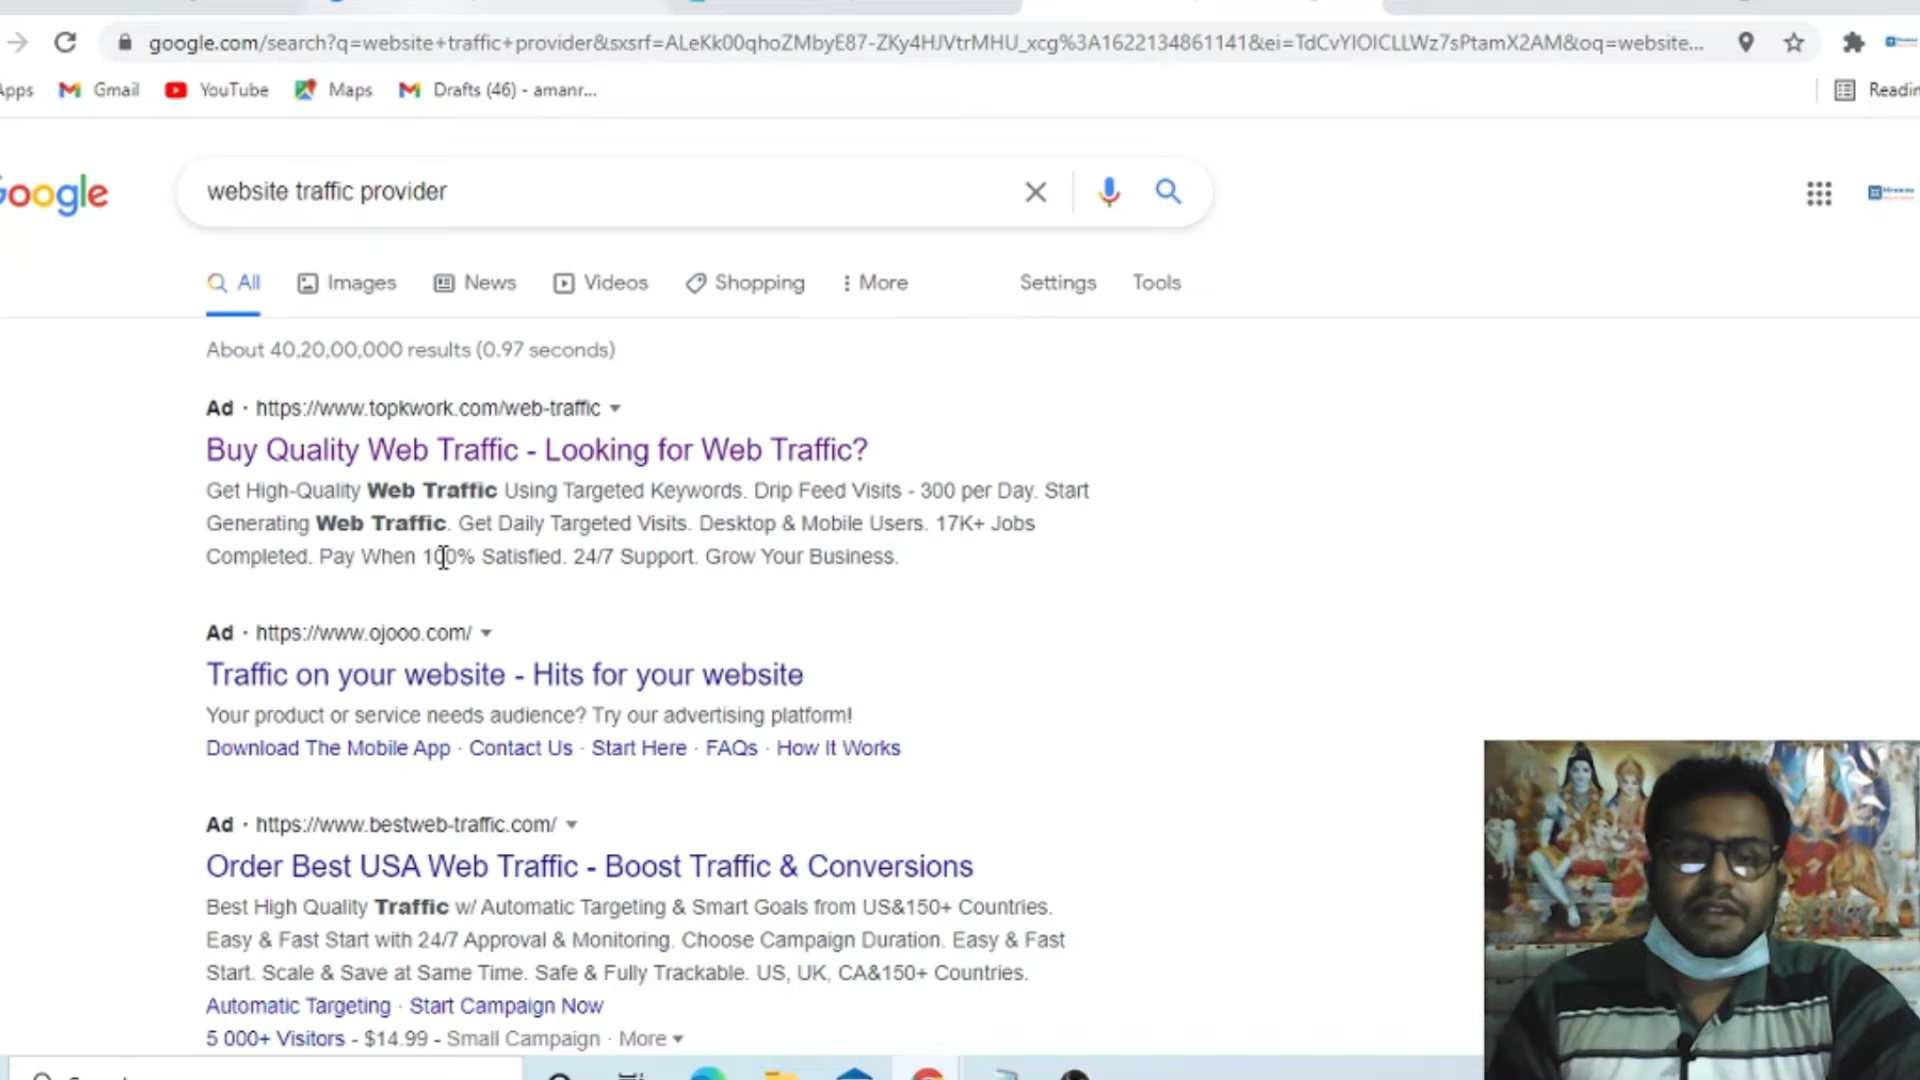 google.com/search?q=website+traffic+provider&sxsrf=ALeKk00qhoZMbyE87-ZKy4HJVtrMHU_xcg%3A1622134861141&ei=TdCvYIOICLLWz7sPtamX2AM&oq=website...
Apps Gmail YouTube Maps Drafts (46) - amanr... Readin
Google website traffic provider
All Images News Videos Shopping More Settings Tools
About 40,20,00,000 results (0.97 seconds)
Ad · https://www.topkwork.com/web-traffic
Buy Quality Web Traffic - Looking for Web Traffic?
Get High-Quality Web Traffic Using Targeted Keywords. Drip Feed Visits - 300 per Day. Start
Generating Web Traffic. Get Daily Targeted Visits. Desktop & Mobile Users. 17K+ Jobs
Completed. Pay When 100% Satisfied. 24/7 Support. Grow Your Business.
Ad · https://www.ojooo.com/
Traffic on your website - Hits for your website
Your product or service needs audience? Try our advertising platform!
Download The Mobile App · Contact Us · Start Here · FAQs · How It Works
Ad · https://www.bestweb-traffic.com/
Order Best USA Web Traffic - Boost Traffic & Conversions
Best High Quality Traffic w/ Automatic Targeting & Smart Goals from US&150+ Countries.
Easy & Fast Start with 24/7 Approval & Monitoring. Choose Campaign Duration. Easy & Fast
Start. Scale & Save at Same Time. Safe & Fully Trackable. US, UK, CA&150+ Countries.
Automatic Targeting · Start Campaign Now
5 000+ Visitors - $14.99 - Small Campaign · More